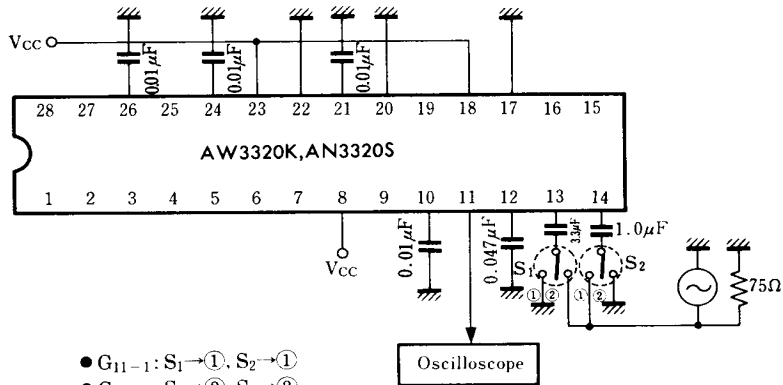 Vcc
0.01μF
0.01μF
0.01μF
28 27 26 25 24 23 22 21 20 19 18 17 16 15
AW3320K,AN3320S
1 2 3 4 5 6 7 8 9 10 11 12 13 14
Vcc
0.01μF
0.047μF
3.3μF
1.0μF
S1
S2
① ② ① ②
75Ω
Oscilloscope
● G11-1: S1→①, S2→①